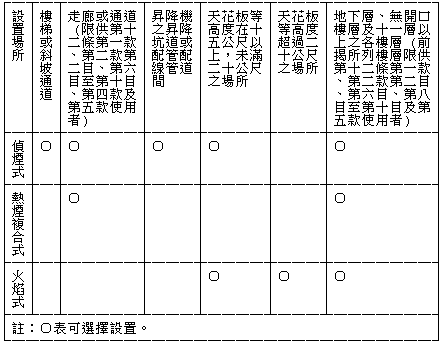 設置場所
樓梯或斜坡通道
走廊或通道
(限供第十
二條第一款
、第二款第
二目、第六
目至第十目
、第四款及
第五款使用
者)
昇降機
之昇降
坑道或
配管配
線管道
間
天花板等
高度在十
五公尺以
上,未滿
二十公尺
之場所
天花板
等高度
超過二
十公尺
之場所
地下層、無開口
樓層及十一層以
上之各樓層(前
揭所列樓層限供
第十二條第一款
、第二款第二目
、第六目、第八
目至第十目及第
五款使用者)
偵煙式 ○ ○ ○ ○ ○
熱煙複合式 ○ ○
火焰式 ○ ○ ○
註:○表可選擇設置。